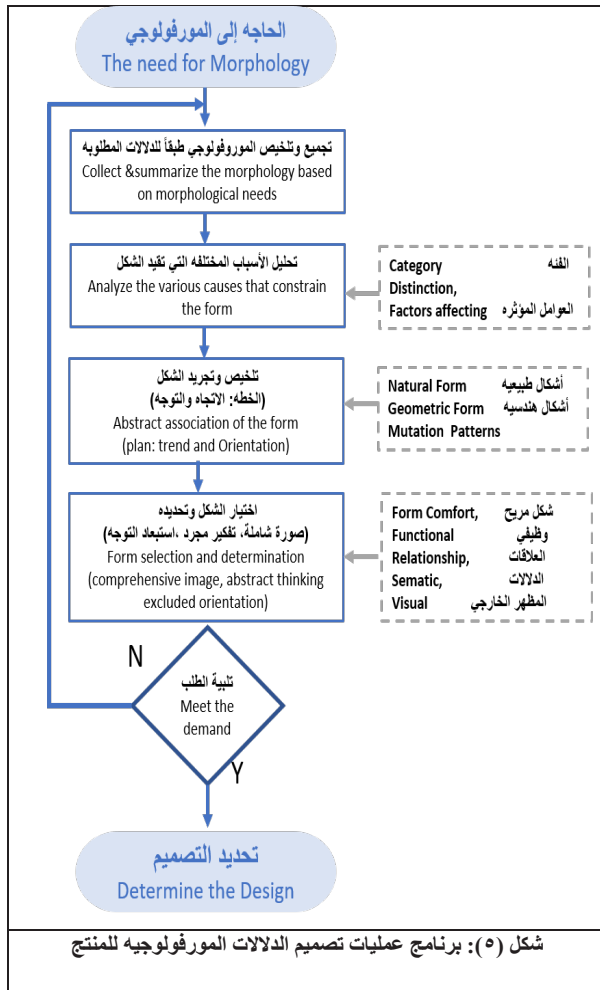 الحاجه إلى المورفولوجي
The need for Morphology
تجميع وتلخيص الموروفولوجي طبقاً للدلالات المطلوبه
Collect &summarize the morphology based
on morphological needs
تحليل الأسباب المختلفه التي تقيد الشكل
Analyze the various causes that constrain
the form
Category الفئه
Distinction,
Factors affecting العوامل المؤثره
تلخيص وتجريد الشكل
(الخطه: الاتجاه والتوجه)
Abstract association of the form
(plan: trend and Orientation)
Natural Form أشكال طبيعيه
Geometric Form أشكال هندسيه
Mutation Patterns
اختيار الشكل وتحديده
(صورة شاملة، تفكير مجرد ،استبعاد التوجه)
Form selection and determination
(comprehensive image, abstract thinking
excluded orientation)
Form Comfort, شكل مريح
Functional وظيفي
Relationship, العلاقات
Sematic, الدلالات
Visual المظهر الخارجي
N
تلبية الطلب
Meet the
demand
Y
تحديد التصميم
Determine the Design
شكل (٥): برنامج عمليات تصميم الدلالات المورفولوجيه للمنتج